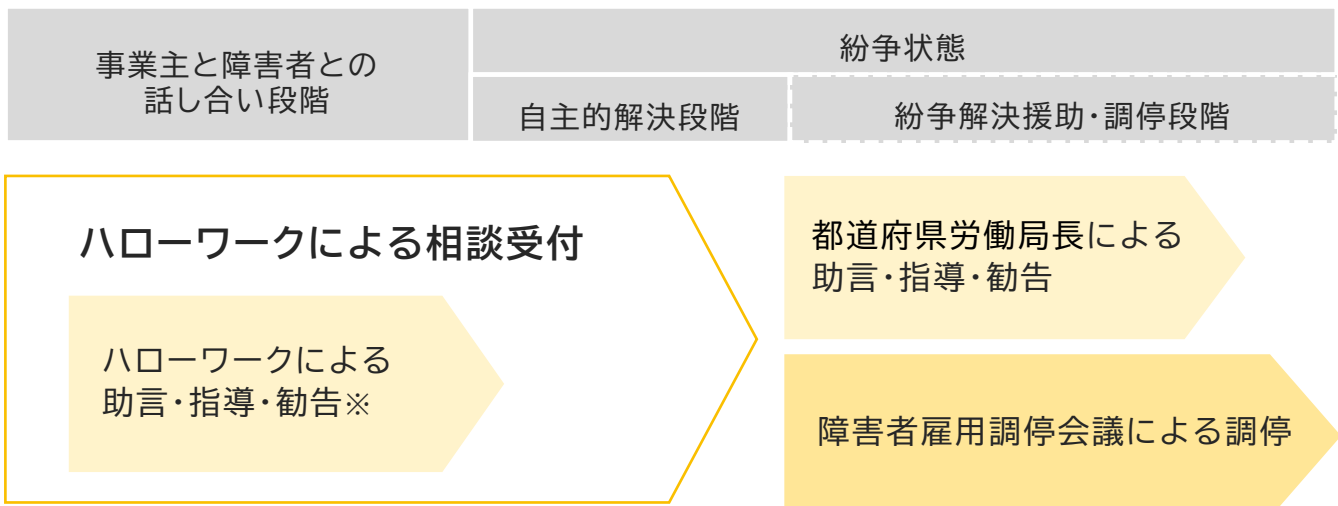 事業主と障害者との
話し合い段階
紛争状態
自主的解決段階
紛争解決援助・調停段階
ハローワークによる相談受付
ハローワークによる
助言・指導・勧告※
都道府県労働局長による
助言・指導・勧告
障害者雇用調停会議による調停